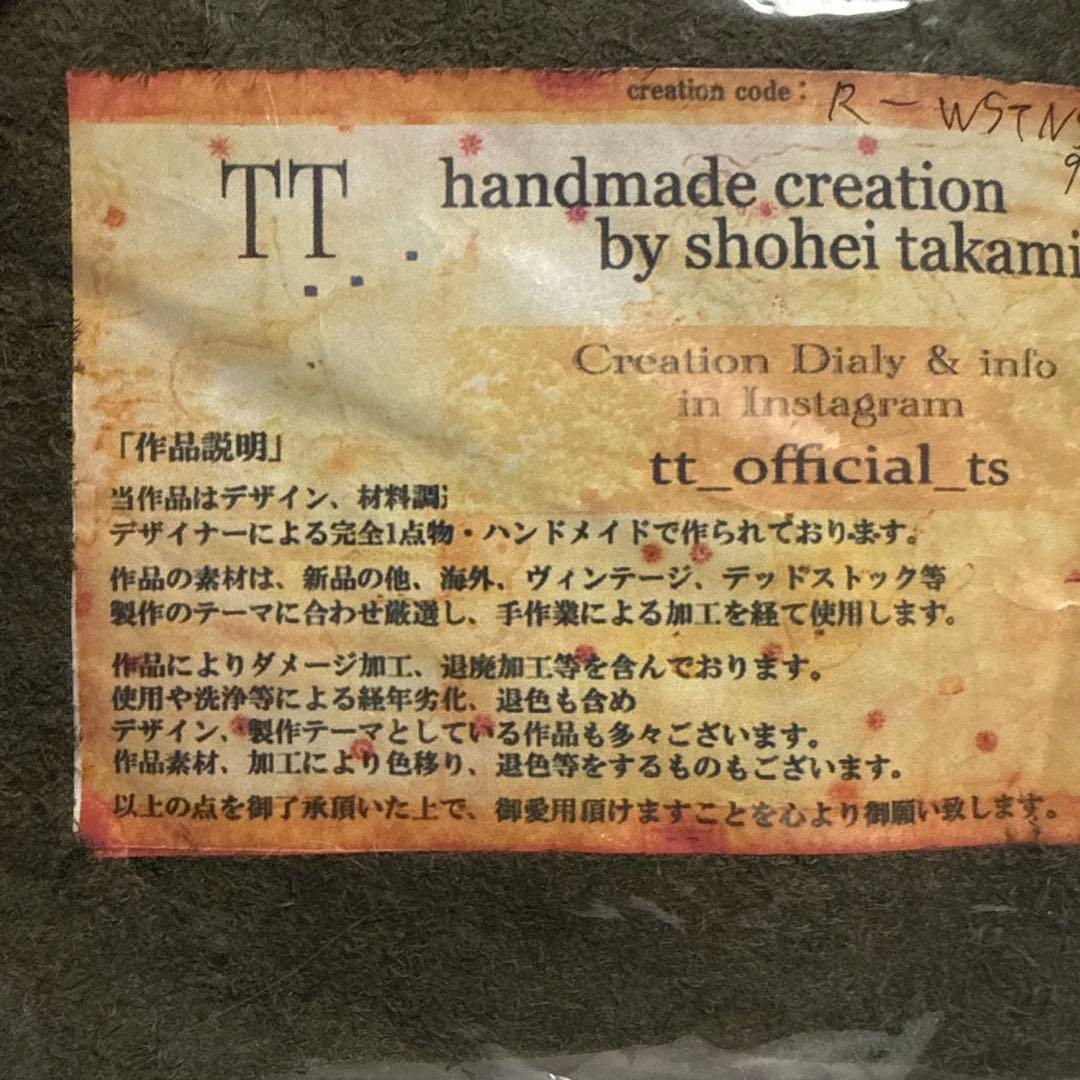 creation code: R-WSTNS
TT
handmade creation
by shohei takami
Creation Dialy & info
in Instagram
tt_official_ts
「作品説明」
当作品はデザイン、材料調
デザイナーによる完全1点物・ハンドメイドで作られております。
作品の素材は、新品の他、海外、ヴィンテージ、デッドストック等
製作のテーマに合わせ厳選し、手作業による加工を経て使用します。
作品によりダメージ加工、退廃加工等を含んでおります。
使用や洗浄等による経年劣化、退色も含め
デザイン、製作テーマとしている作品も多々ございます。
作品素材、加工により色移り、退色等をするものもございます。
以上の点を御了承頂いた上で、御愛用頂けますことを心より御願い致します。